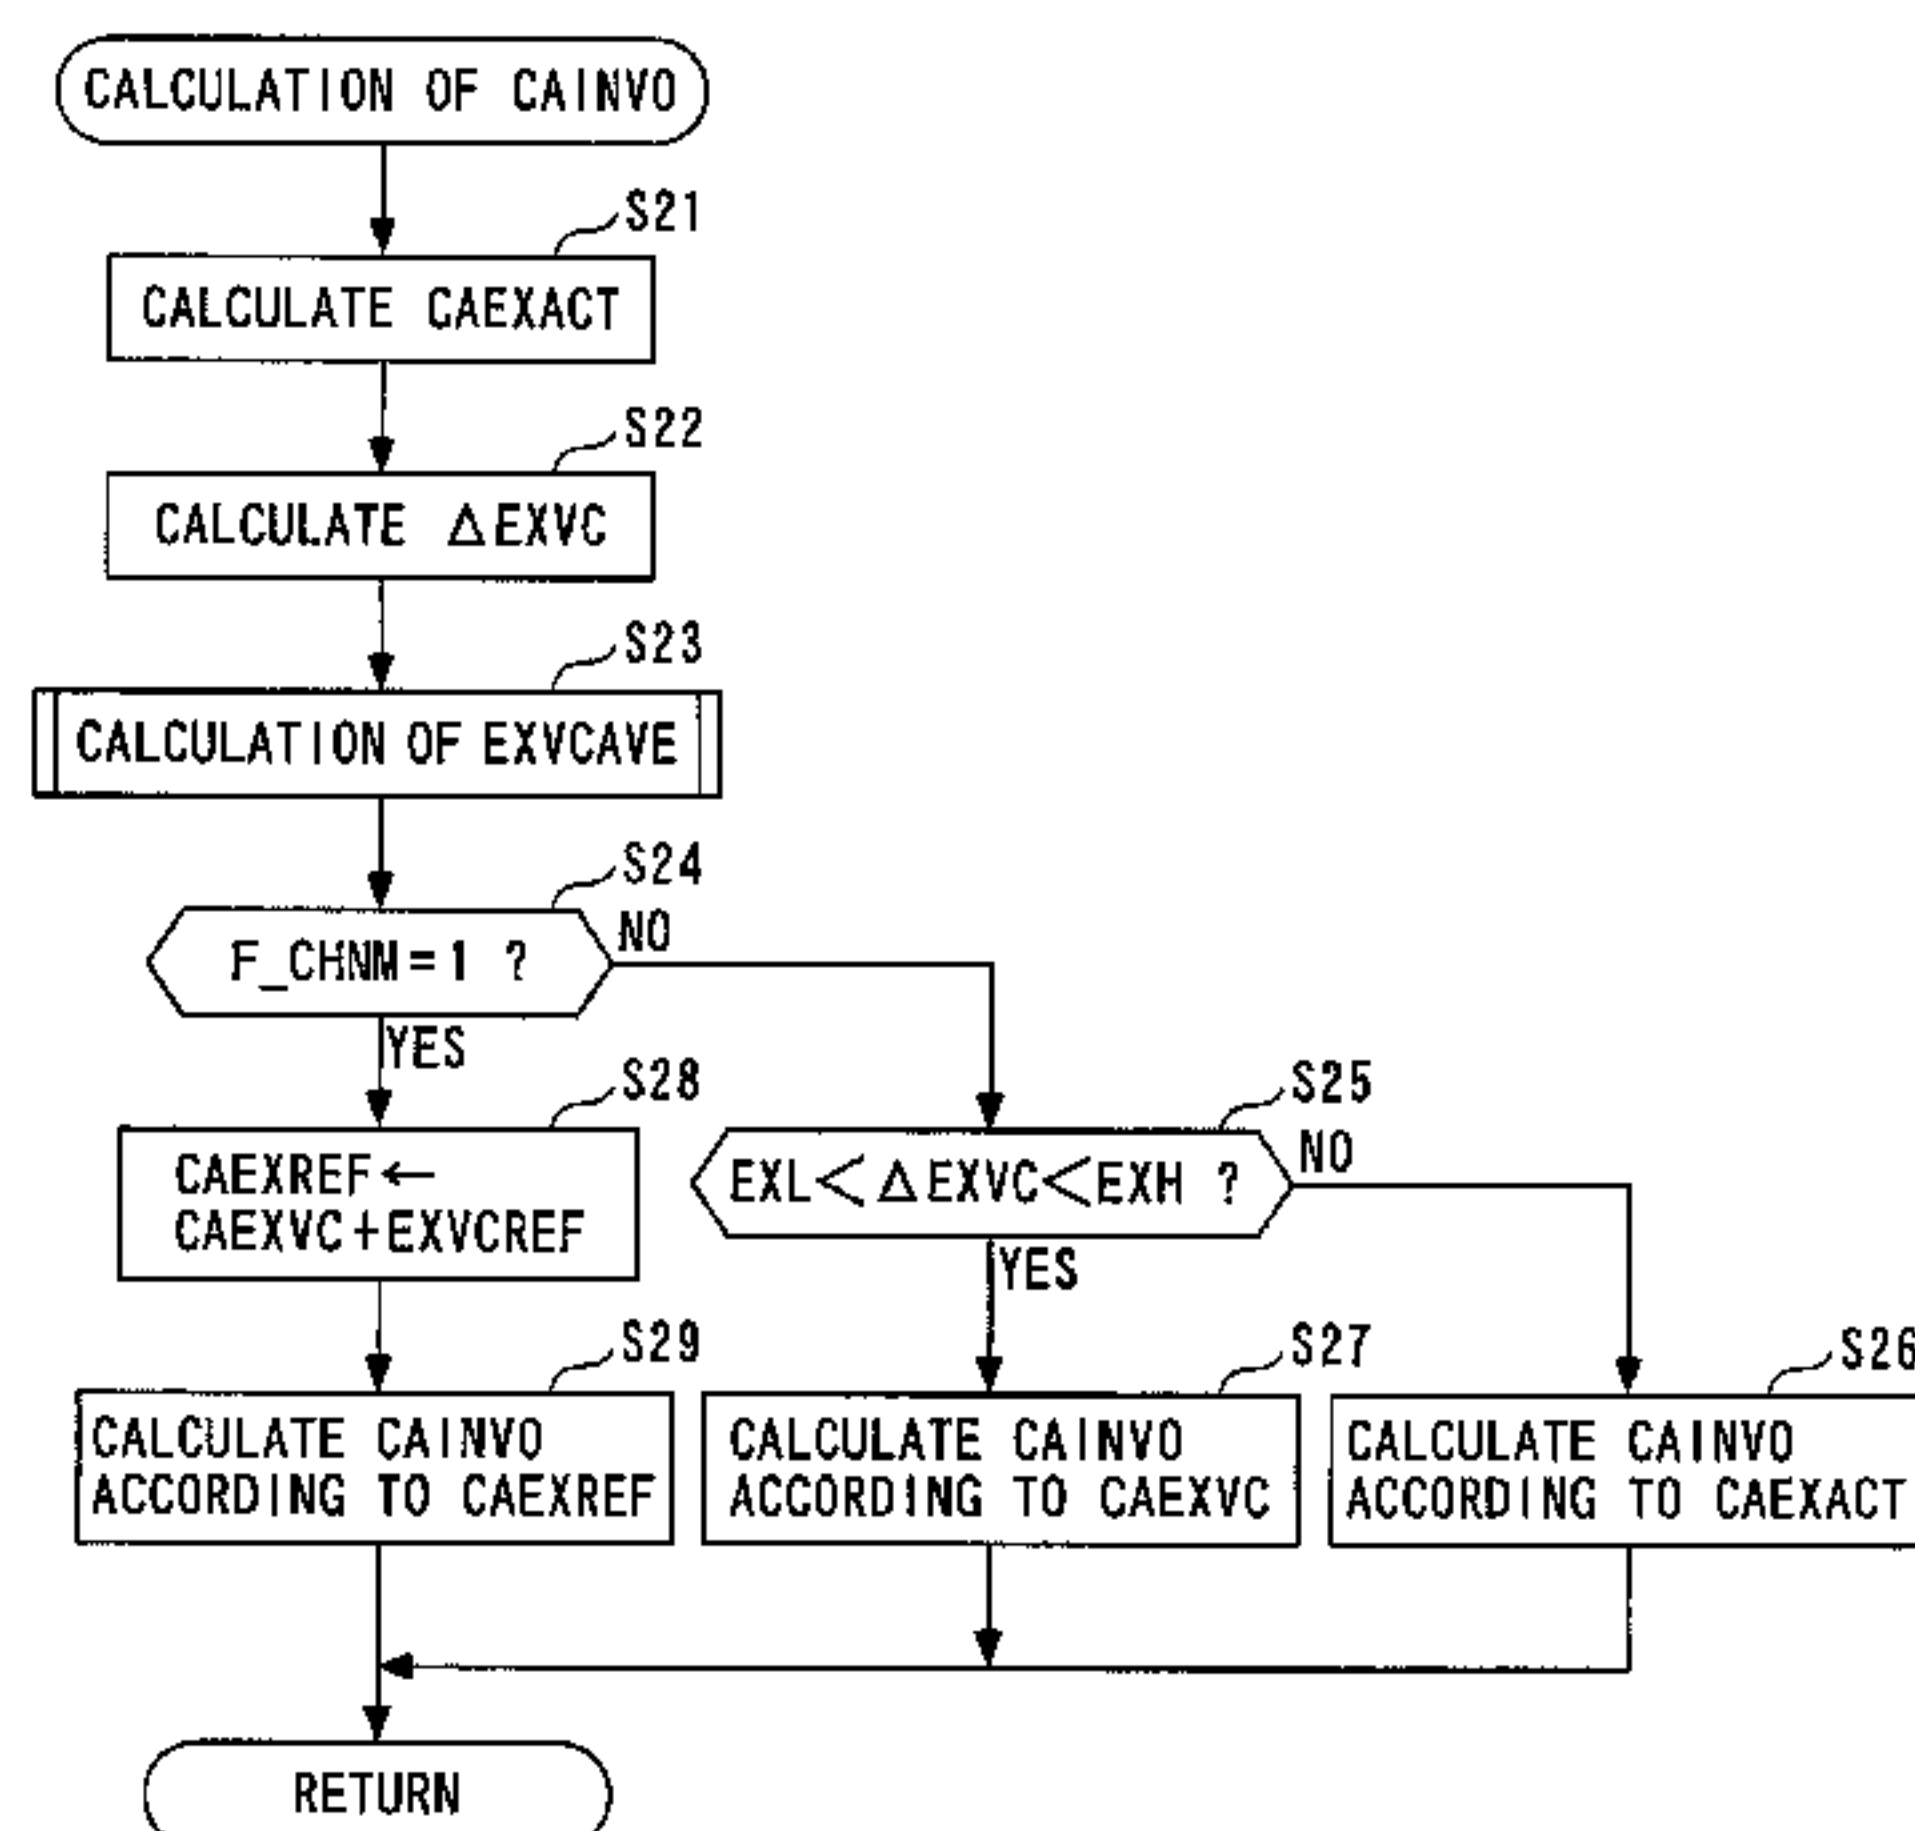 CALCULATION OF CAINVO
S21
CALCULATE CAEXACT
S22
CALCULATE ΔEXVC
S23
CALCULATION OF EXVCAVE
S24
F_CHNM=1 ?
NO
YES
S28
CAEXREF←
CAEXVC+EXVCREF
S25
EXL<ΔEXVC<EXH ?
NO
YES
S29
CALCULATE CAINVO
ACCORDING TO CAEXREF
S27
CALCULATE CAINVO
ACCORDING TO CAEXVC
S26
CALCULATE CAINVO
ACCORDING TO CAEXACT
RETURN